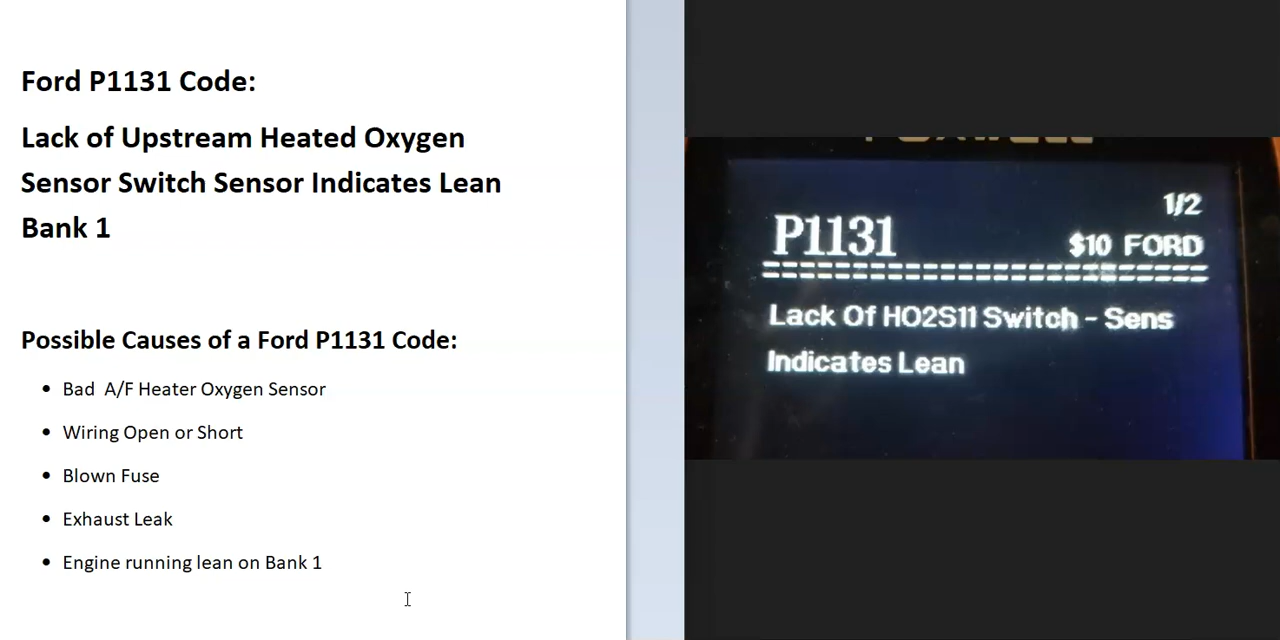 Ford P1131 Code:
Lack of Upstream Heated Oxygen
Sensor Switch Sensor Indicates Lean
Bank 1
Possible Causes of a Ford P1131 Code:
Bad A/F Heater Oxygen Sensor
Wiring Open or Short
Blown Fuse
Exhaust Leak
Engine running lean on Bank 1
1/2
P1131 $10 FORD
Lack Of HO2S11 Switch - Sens
Indicates Lean